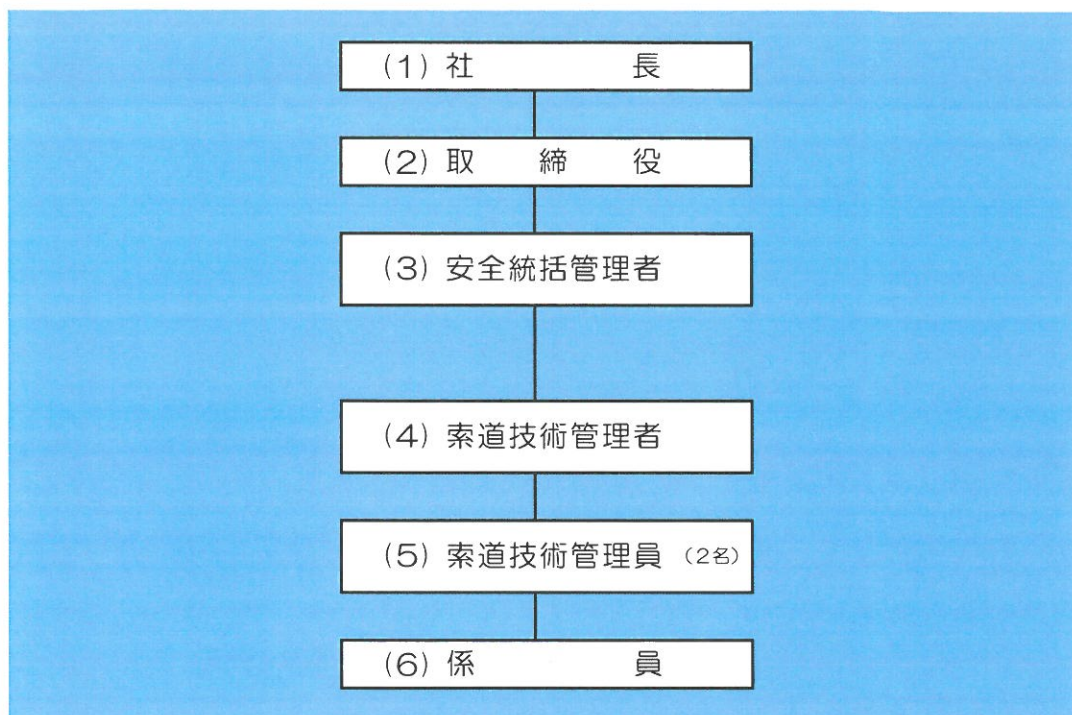 (1) 社長
(2) 取締役
(3) 安全統括管理者
(4) 索道技術管理者
(5) 索道技術管理員 (2名)
(6) 係員